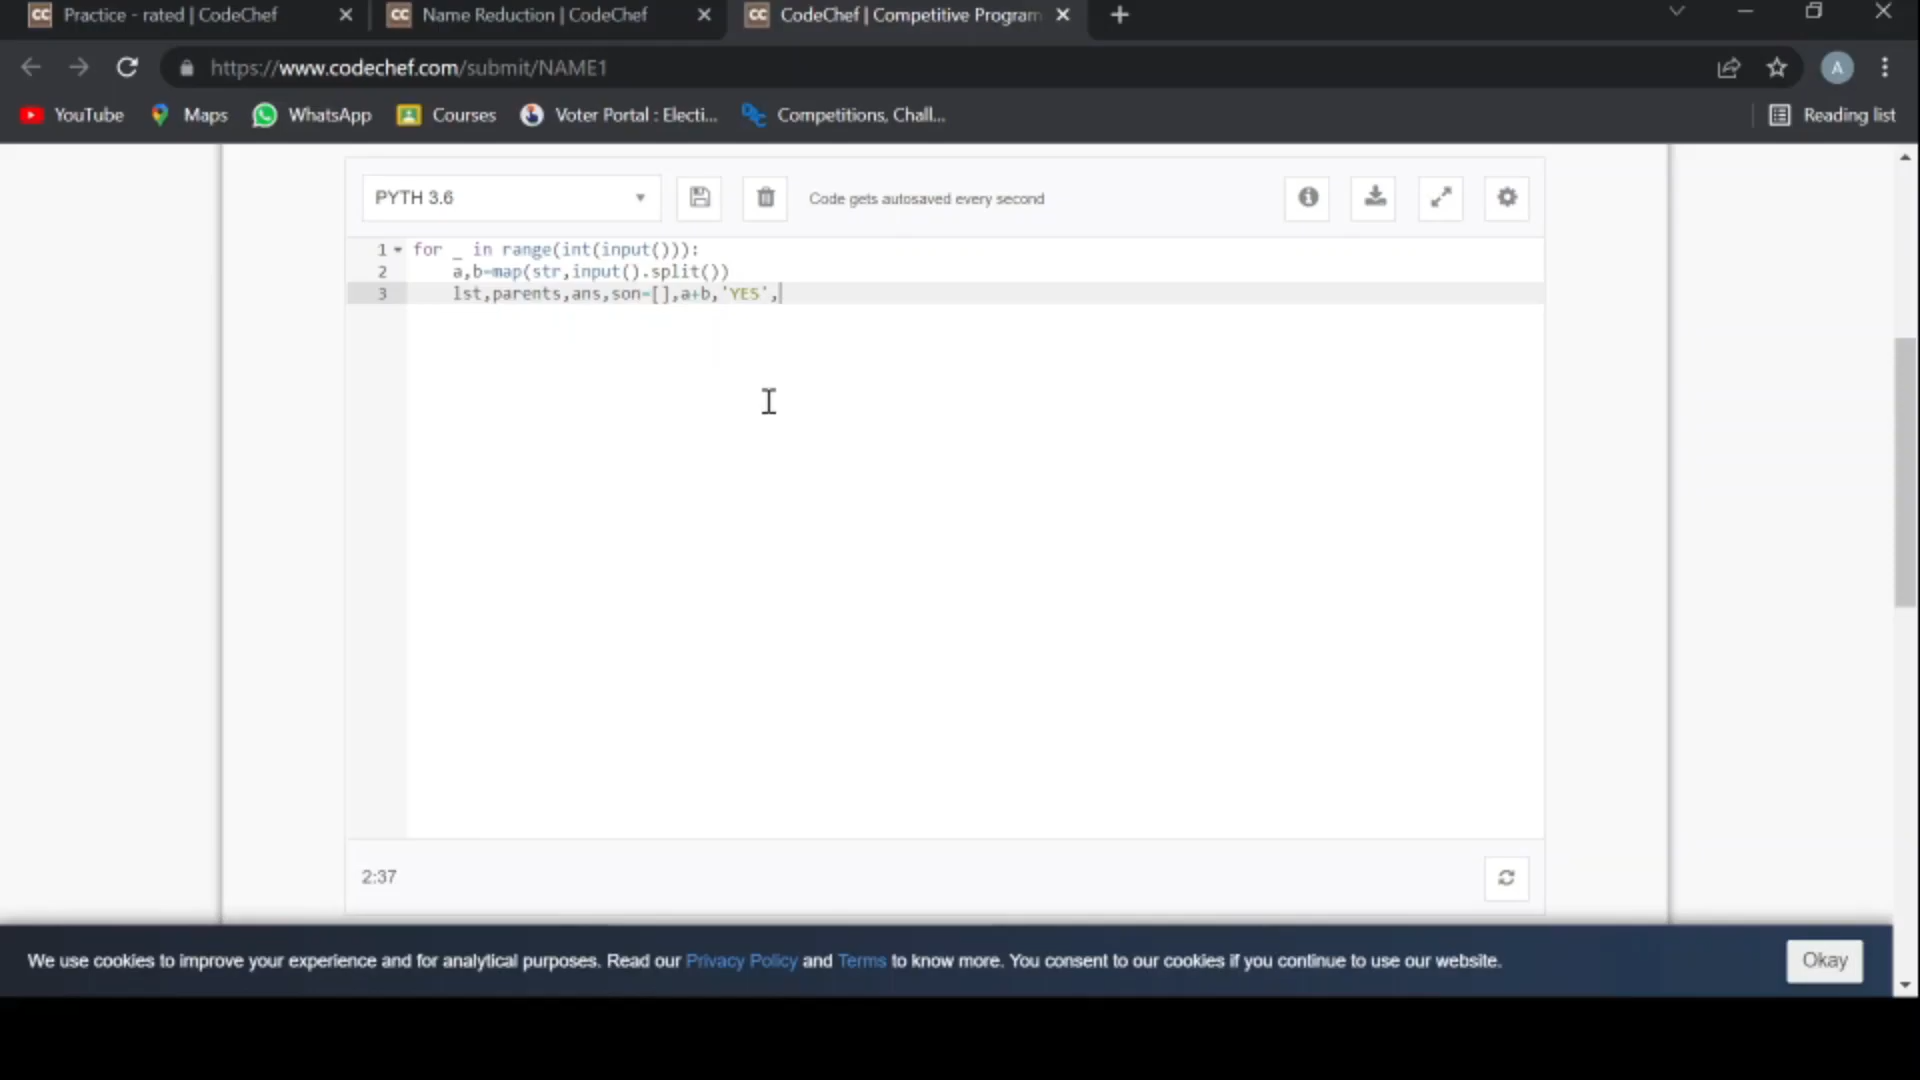 Practice - rated | CodeChef
Name Reduction | CodeChef
CodeChef | Competitive Program
https://www.codechef.com/submit/NAME1
A
YouTube
Maps
WhatsApp
Courses
Voter Portal : Electi...
Competitions, Chall...
Reading list
PYTH 3.6
Code gets autosaved every second
1 for _ in range(int(input())):
2 a,b=map(str,input().split())
3 lst,parents,ans,son=[],a+b,'YES',
2:37
We use cookies to improve your experience and for analytical purposes. Read our Privacy Policy and Terms to know more. You consent to our cookies if you continue to use our website.
Okay